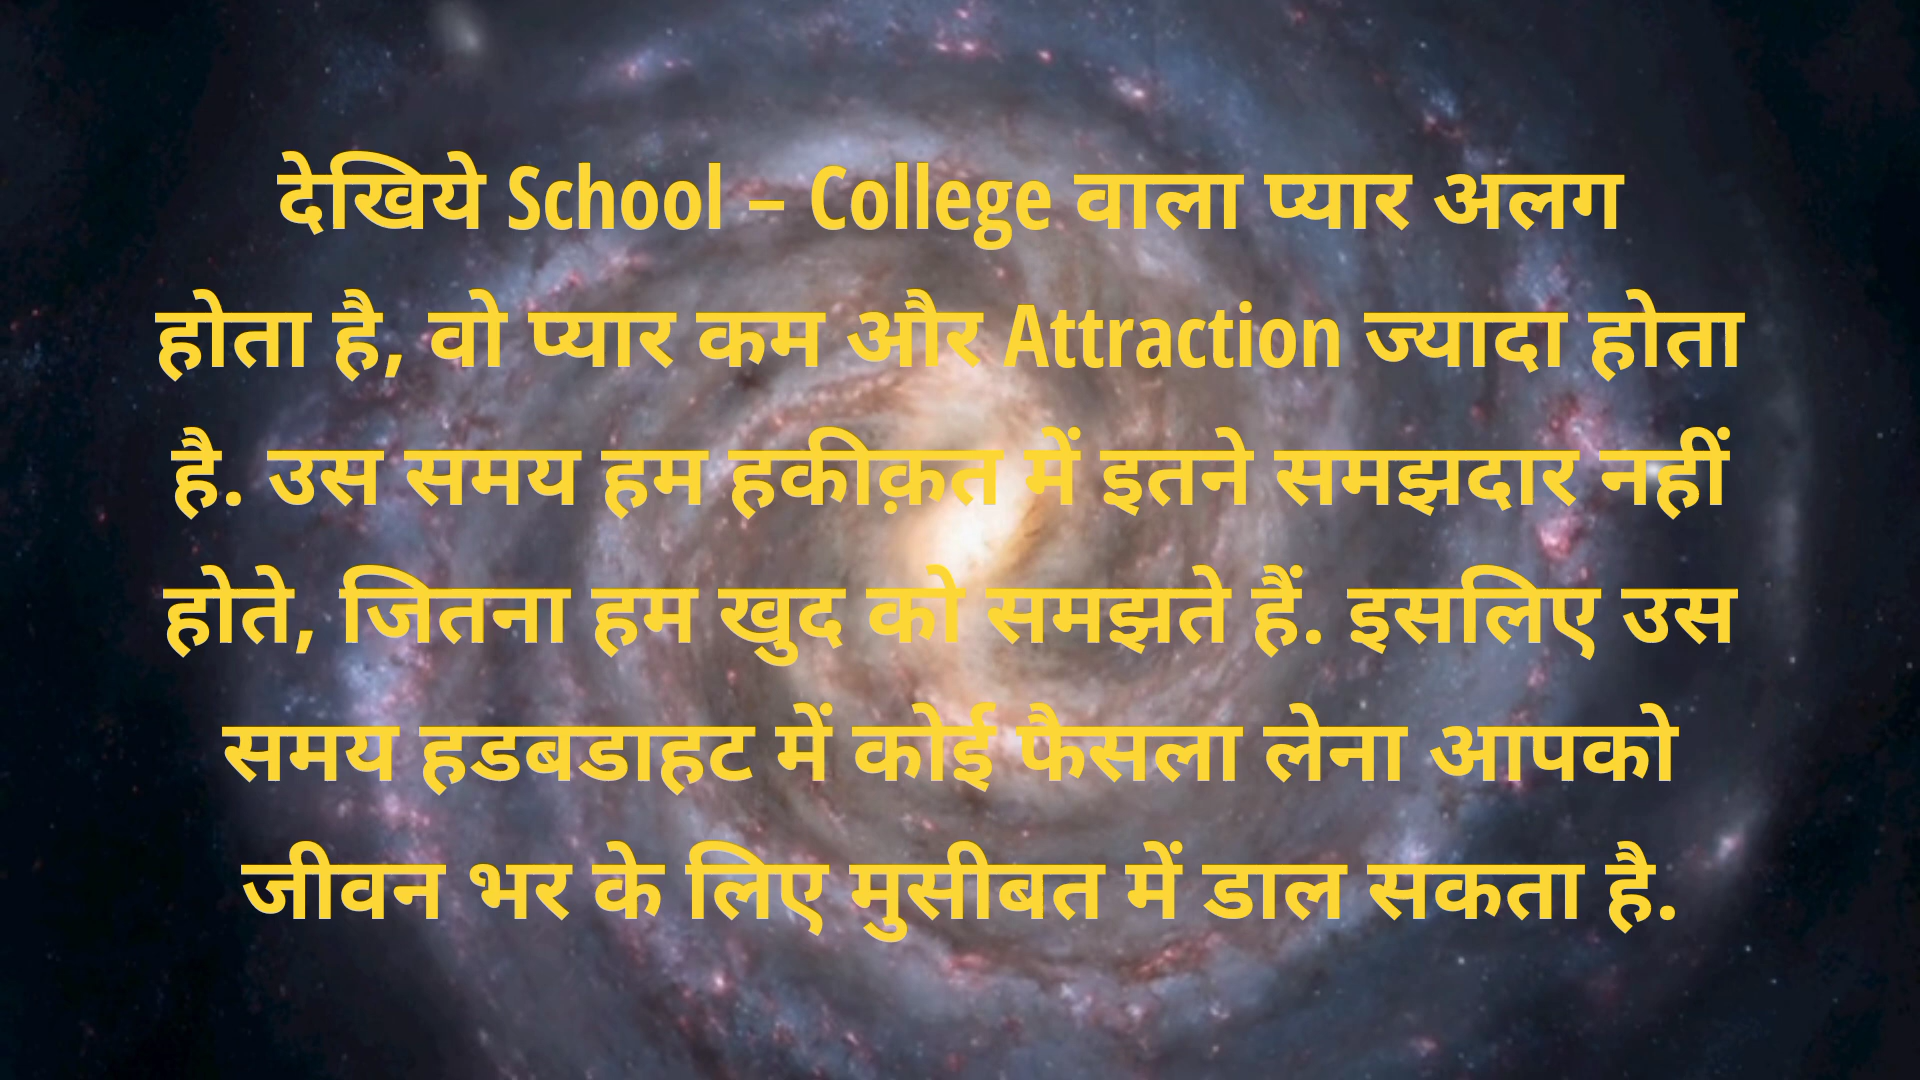 देखिये School – College वाला प्यार अलग
होता है, वो प्यार कम और Attraction ज्यादा होता
है. उस समय हम हकीक़त में इतने समझदार नहीं
होते, जितना हम खुद को समझते हैं. इसलिए उस
समय हडबडाहट में कोई फैसला लेना आपको
जीवन भर के लिए मुसीबत में डाल सकता है.